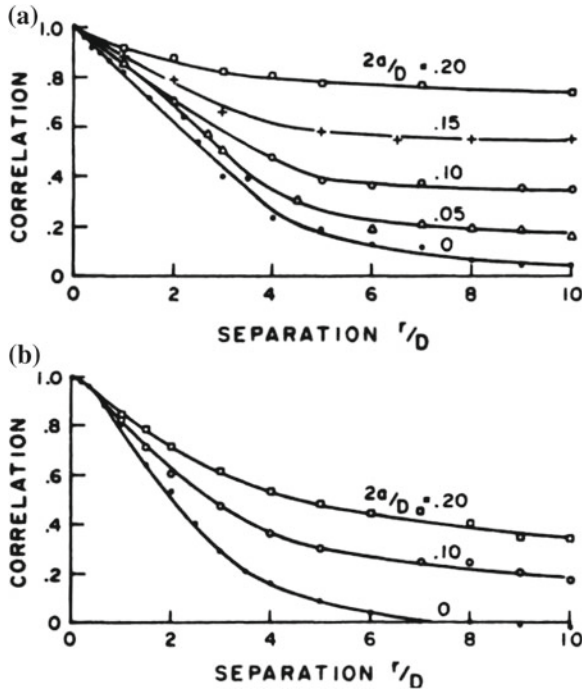 (a)
1.0
.8
.6
.4
.2
0
CORRELATION
2a/D = .20
.15
.10
.05
0
0 2 4 6 8 10
SEPARATION r/D
(b)
1.0
.8
.6
.4
.2
0
CORRELATION
2a/D = .20
.10
0
0 2 4 6 8 10
SEPARATION r/D